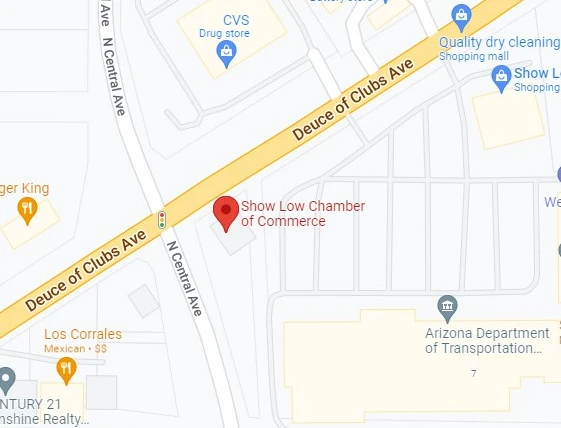 Ave
N Central Ave
CVS
Drug store
Quality dry cleaning
Shopping mall
Deuce of Clubs Ave
Show L
Shopping
ger King
Show Low Chamber
of Commerce
We
Deuce of Clubs Ave
N Central Ave
Los Corrales
Mexican • $$
Arizona Department
of Transportation...
7
NTURY 21
nshine Realty...